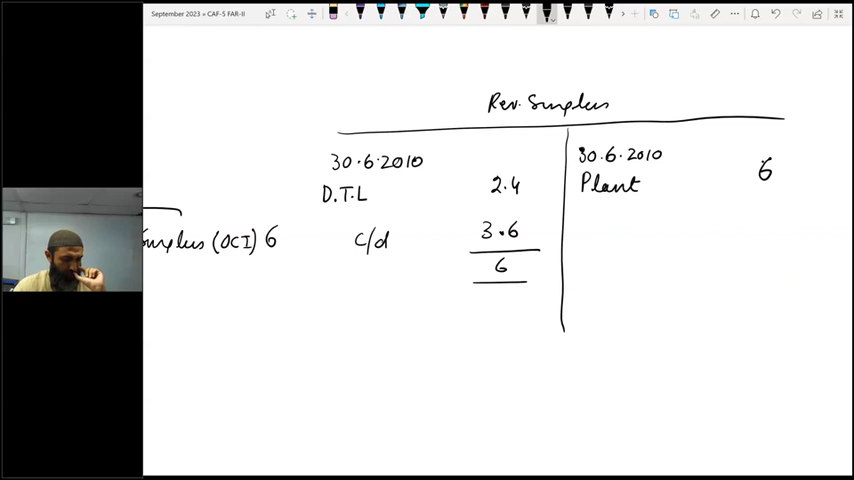 September 2023 » CAF-5 FAR-II
Rev. Surplus
30.6.2010
D.T.L 2.4
c/d 3.6
6
30.6.2010
Plant 6
Surplus (OCI) 6